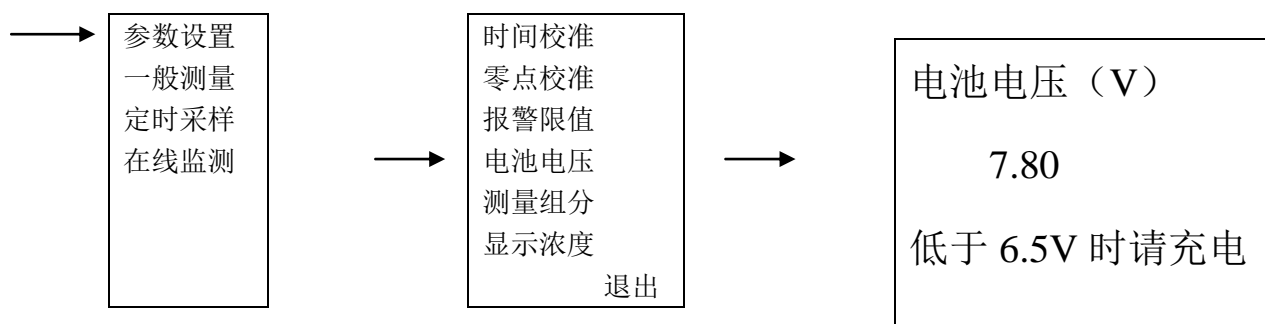 参数设置
一般测量
定时采样
在线监测
时间校准
零点校准
报警限值
电池电压
测量组分
显示浓度
退出
电池电压（V）
7.80
低于 6.5V 时请充电